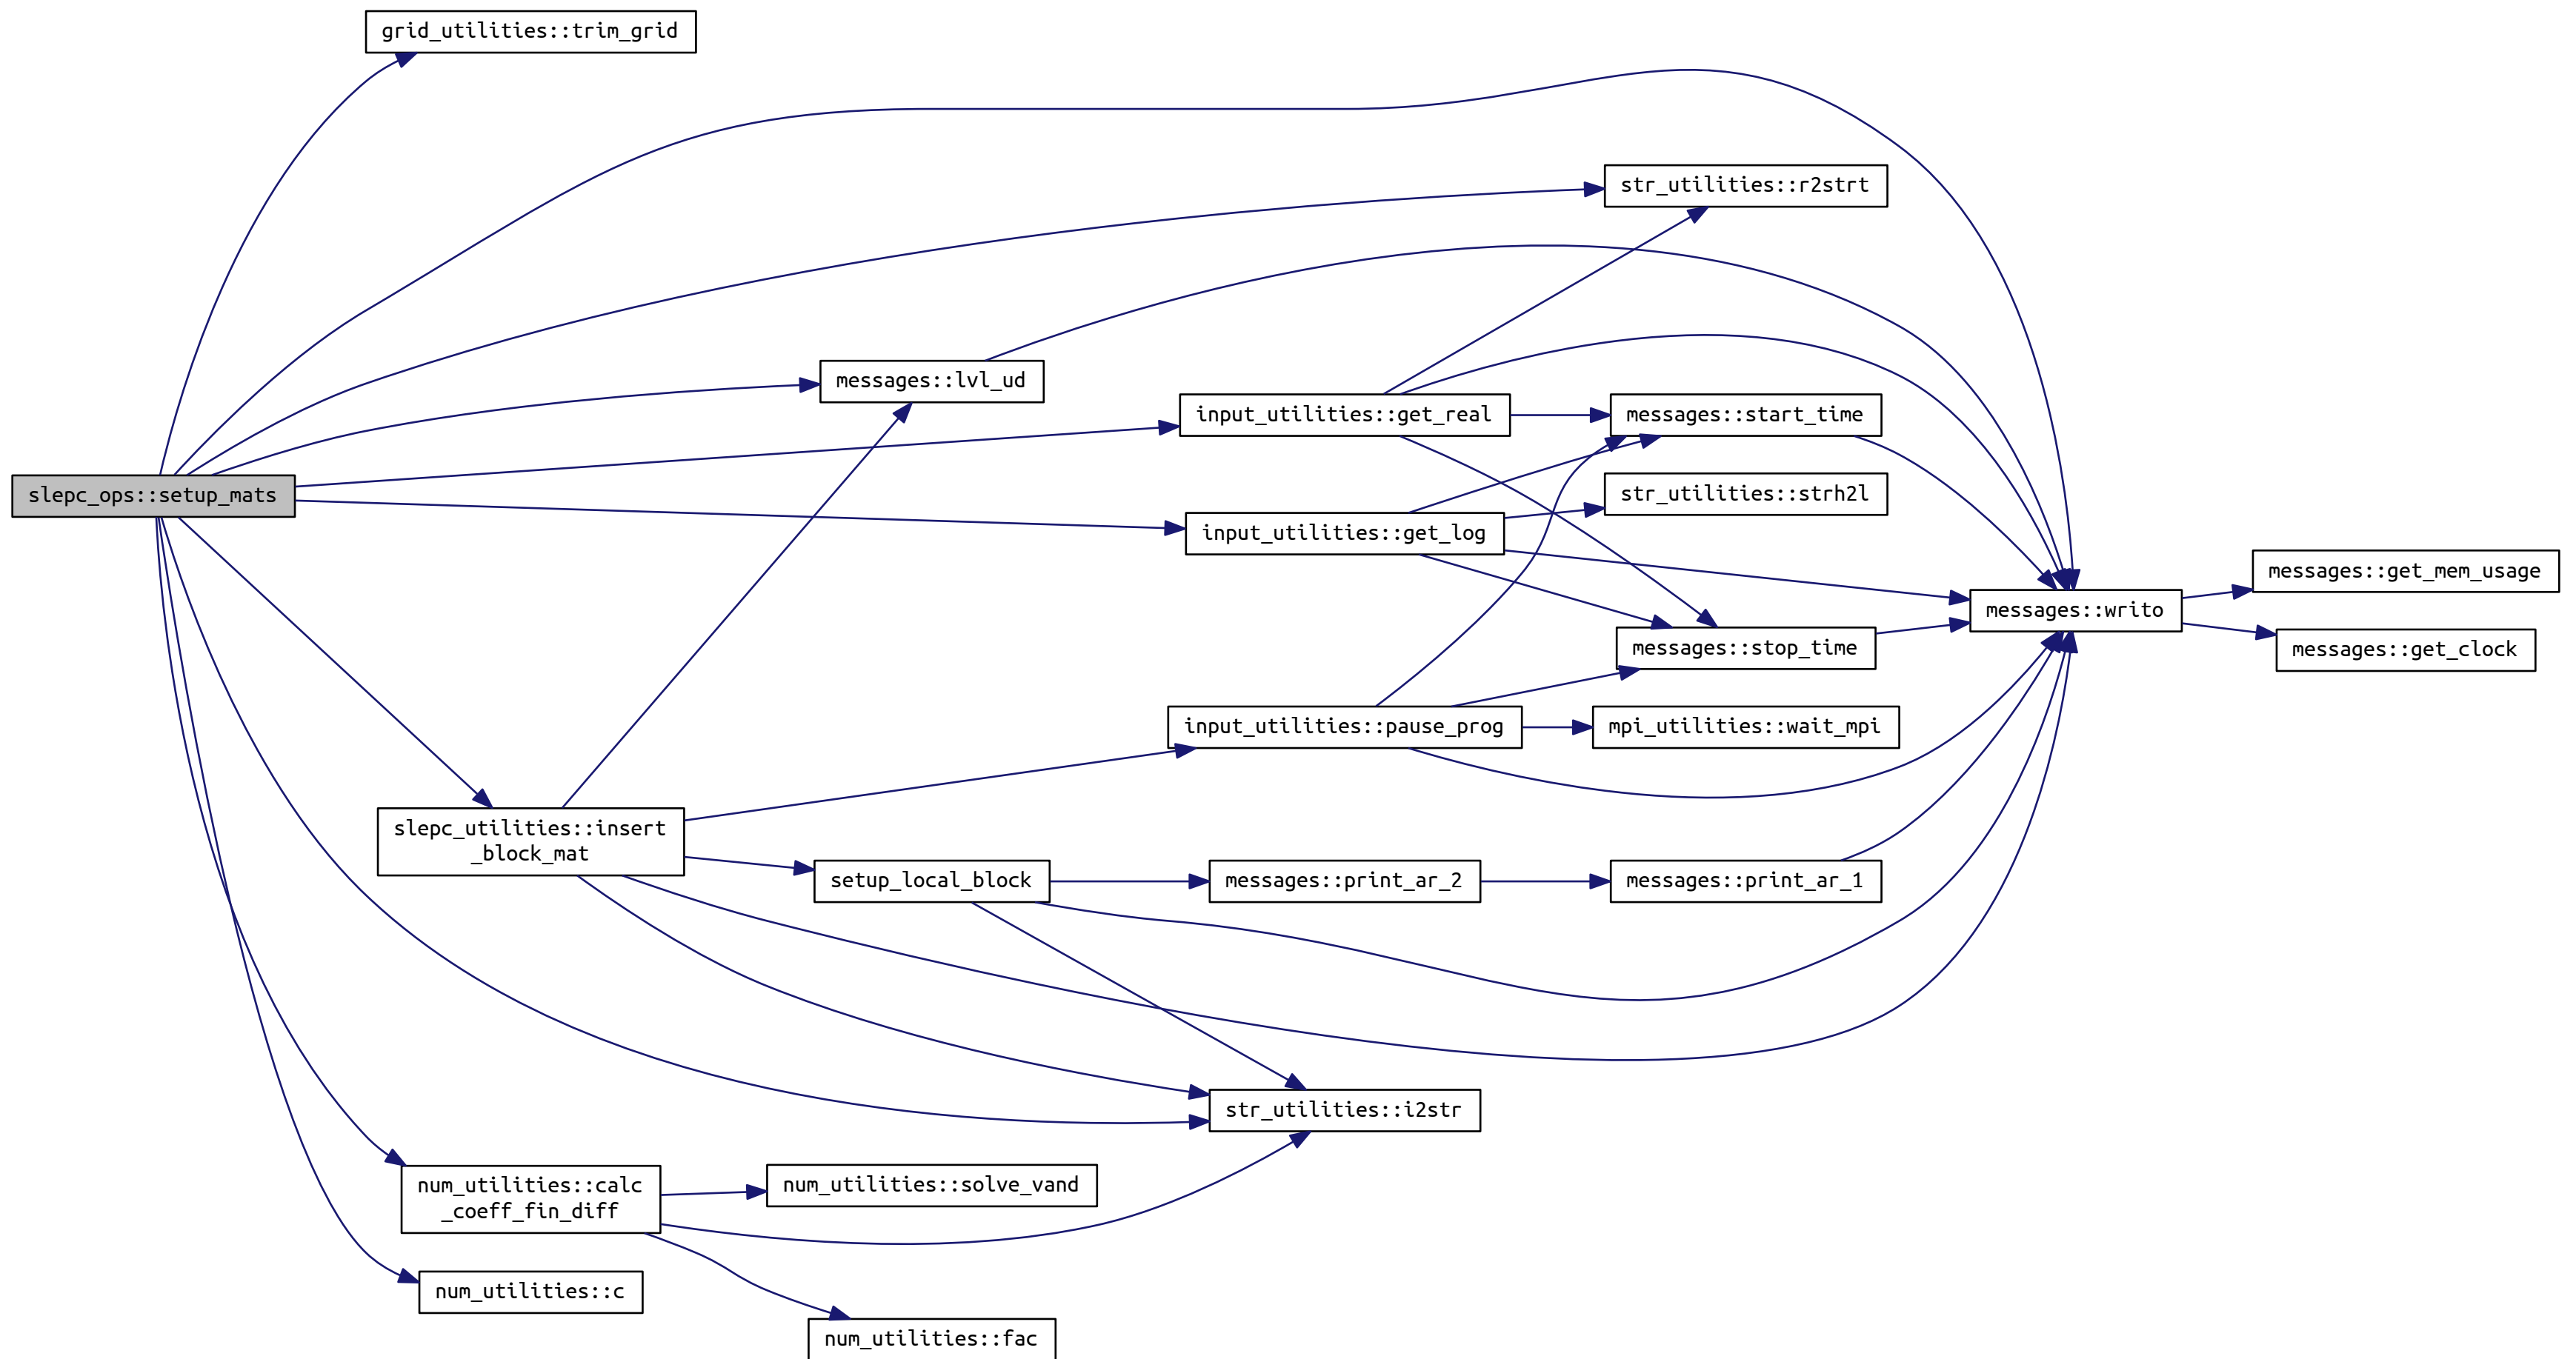 grid_utilities::trim_grid
str_utilities::r2strt
messages::lvl_ud
input_utilities::get_real
messages::start_time
slepc_ops::setup_mats
str_utilities::strh2l
input_utilities::get_log
messages::get_mem_usage
messages::writo
messages::stop_time
messages::get_clock
input_utilities::pause_prog
mpi_utilities::wait_mpi
slepc_utilities::insert
_block_mat
setup_local_block
messages::print_ar_2
messages::print_ar_1
str_utilities::i2str
num_utilities::calc
_coeff_fin_diff
num_utilities::solve_vand
num_utilities::c
num_utilities::fac